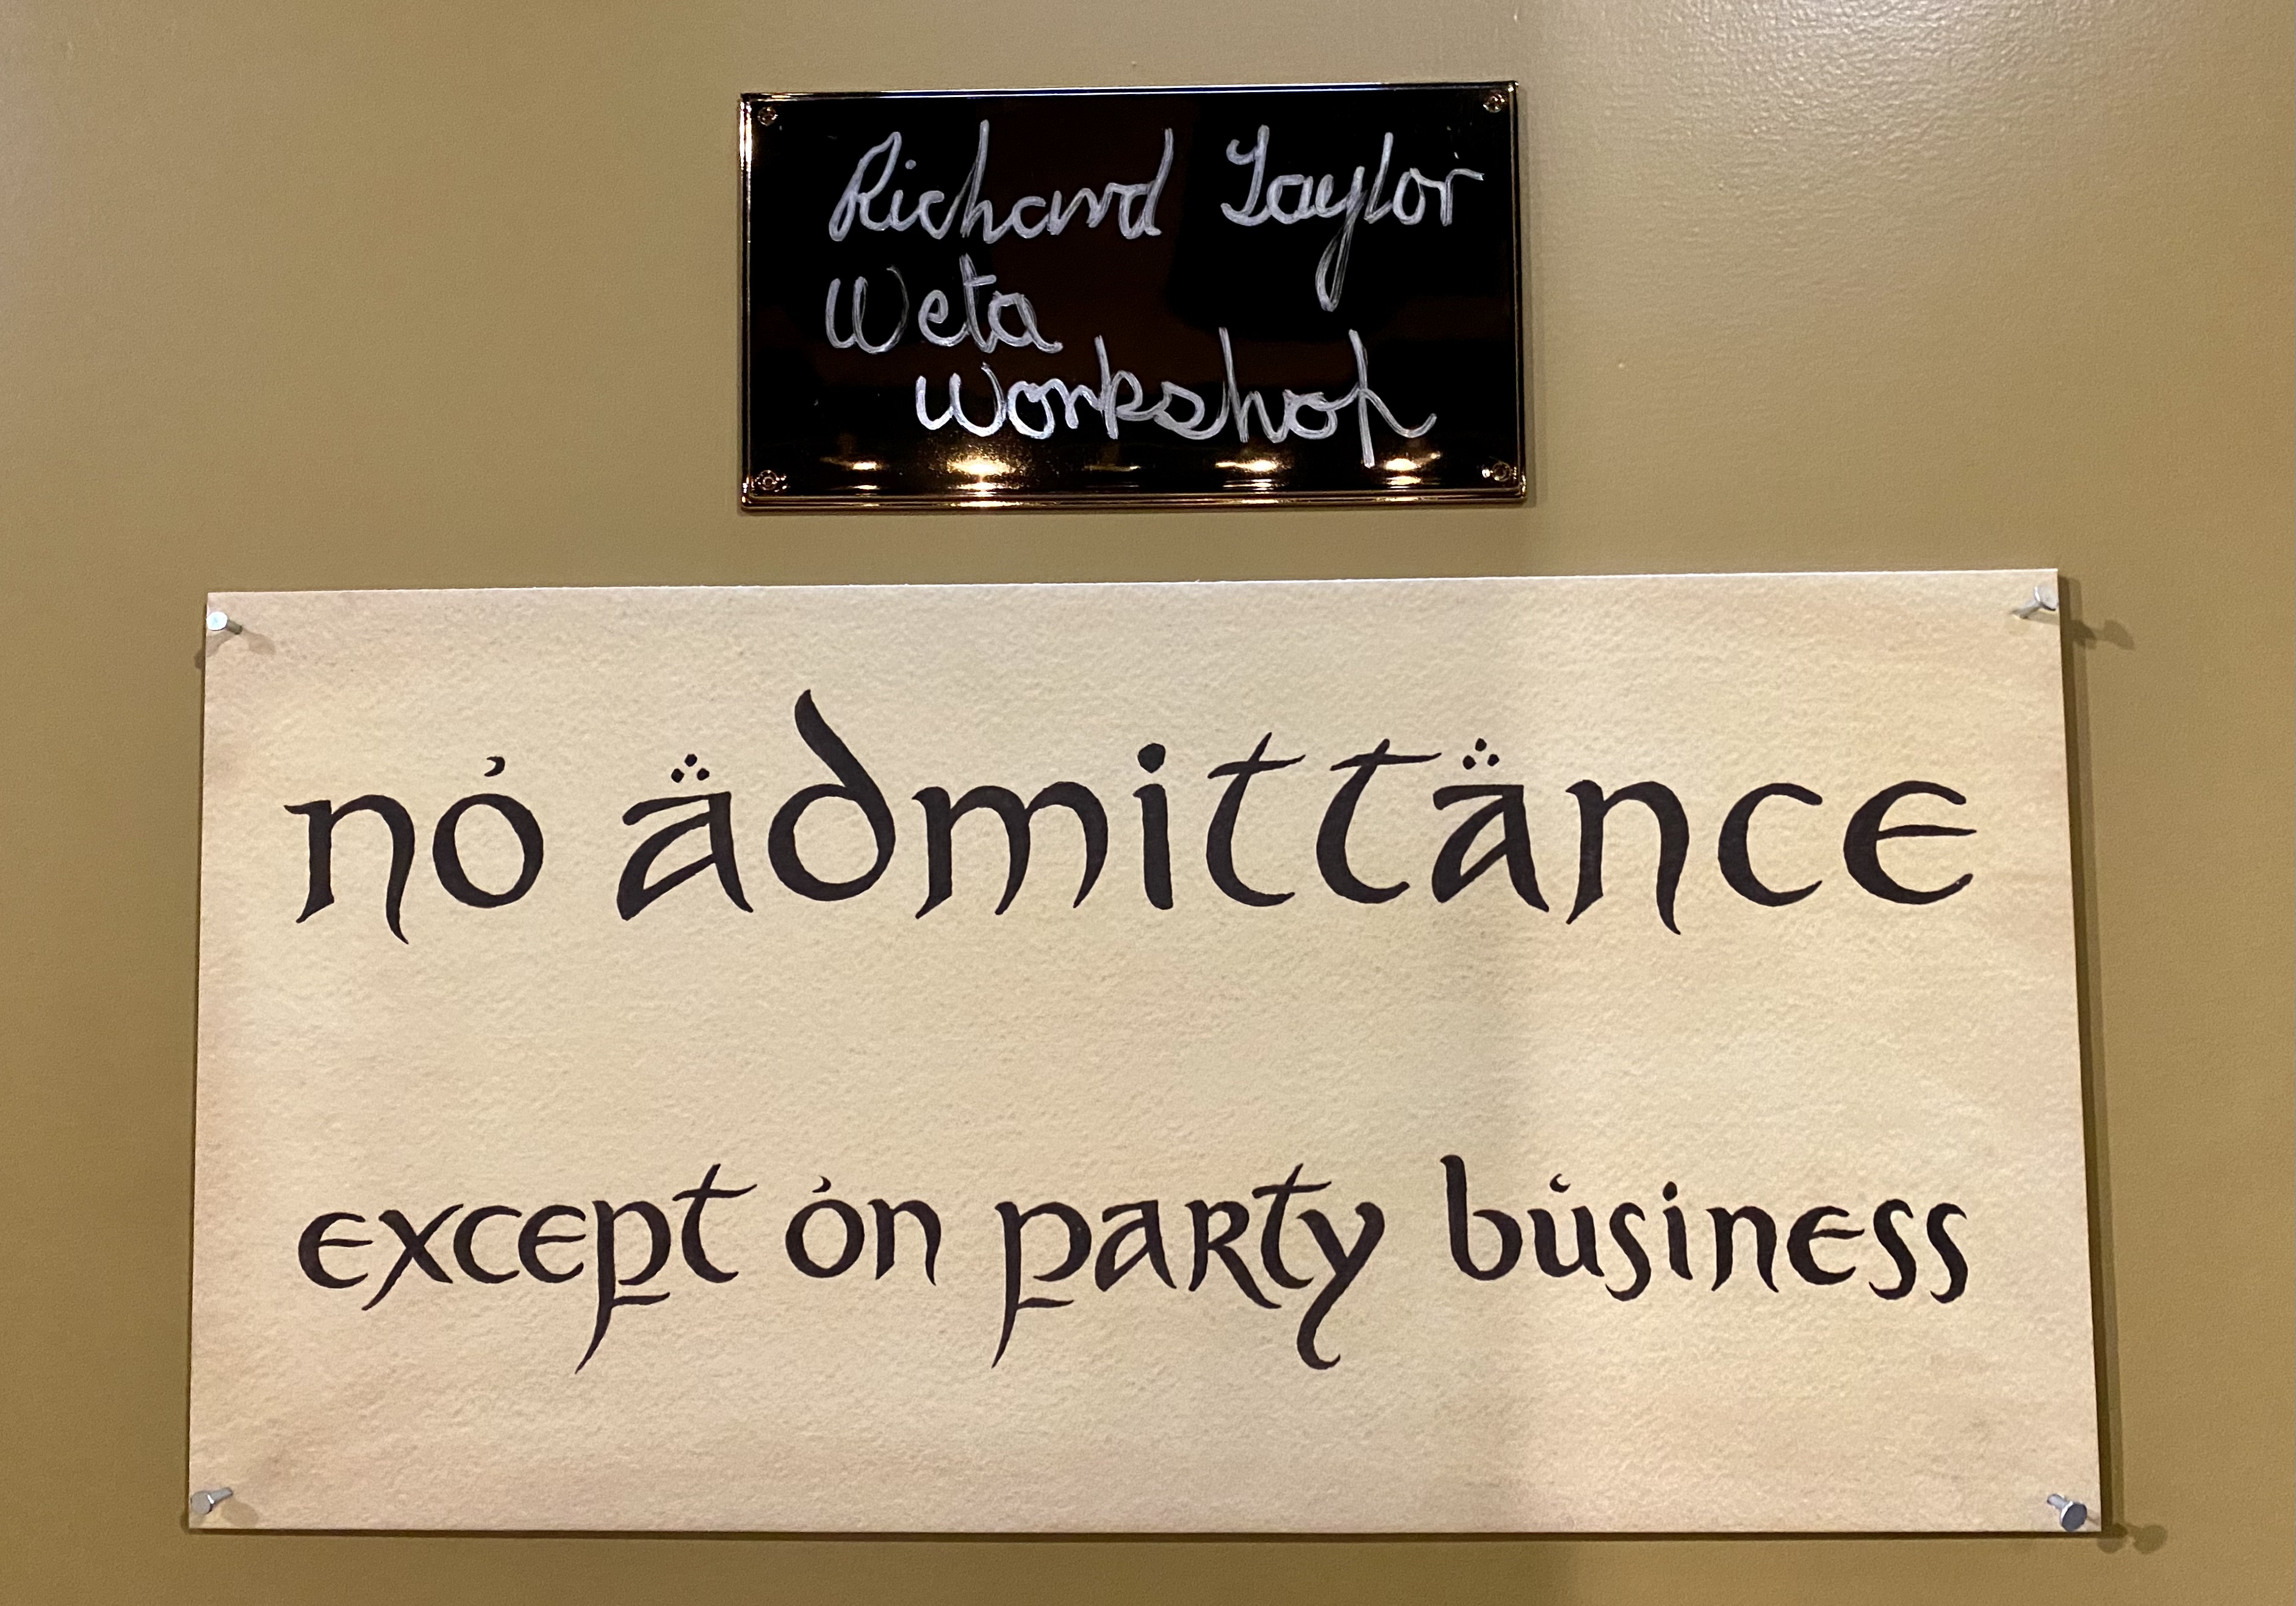 Richard Taylor
Weta
Workshop
no admittance
except on party business